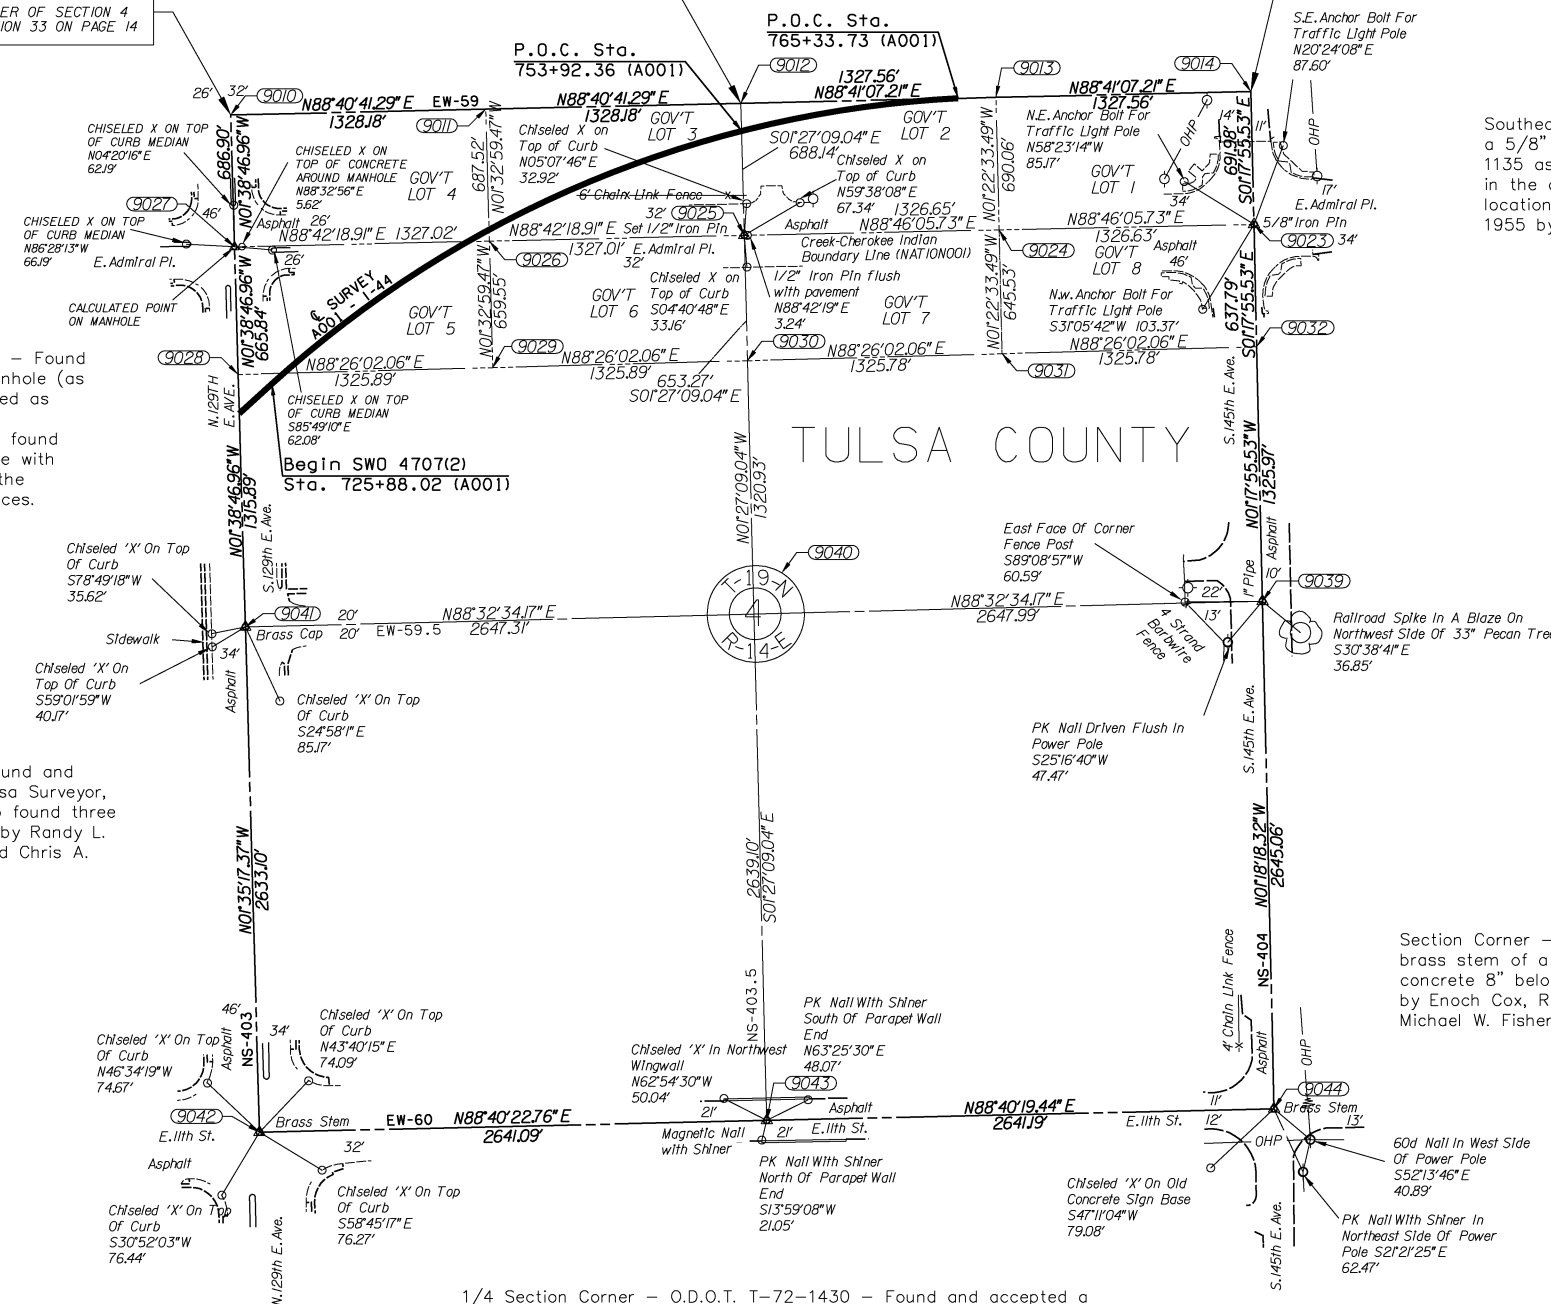 ER OF SECTION 4
ION 33 ON PAGE 14
P.O.C. Sta.
753+92.36 (A001)
P.O.C. Sta.
765+33.73 (A001)
S.E. Anchor Bolt For
Traffic Light Pole
N20°24'08" E
87.60'
26'
32'
9010
N88°40'41.29" E
1328.18'
EW-59
9011
N88°40'41.29" E
1328.18'
9012
1327.56'
N88°41'07.21" E
9013
N88°41'07.21" E
1327.56'
9014
CHISELED X ON TOP
OF CURB MEDIAN
N04°20'16" E
62.19'
686.90'
N01°38'46.96" W
CHISELED X ON
TOP OF CONCRETE
AROUND MANHOLE
N88°32'56" E
5.62'
GOV'T
LOT 4
687.52'
N01°32'59.47" W
Chiseled X on
Top of Curb
N05°07'46" E
32.92'
GOV'T
LOT 3
S01°27'09.04" E
688.14'
GOV'T
LOT 2
Chiseled X on
Top of Curb
N59°38'08" E
67.34'
N01°22'33.49" W
690.06'
N.E. Anchor Bolt For
Traffic Light Pole
N58°23'14" W
85.17'
GOV'T
LOT 1
OHP
14'
691.98'
S01°17'55.53" E
11'
OHP
17'
34'
E. Admiral Pl.
Southec
a 5/8"
1135 as
in the c
location
1955 by
9027
46'
Asphalt
26'
6' Chain Link Fence
x
32'
9025
CHISELED X ON TOP
OF CURB MEDIAN
N86°28'13" W
66.19'
E. Admiral Pl.
N88°42'18.91" E 1327.02'
26'
N88°42'18.91" E
1327.01'
9026
Set 1/2" Iron Pin
E. Admiral Pl.
32'
Asphalt
1326.65'
N88°46'05.73" E
Creek-Cherokee Indian
Boundary Line (NATION001)
9024
N88°46'05.73" E
1326.63'
5/8" Iron Pin
9023
34'
Asphalt
46'
GOV'T
LOT 8
CALCULATED POINT
ON MANHOLE
N01°38'46.96" W
665.84'
℄ SURVEY
A001 - I-44
GOV'T
LOT 5
N01°32'59.47" W
659.55'
GOV'T
LOT 6
Chiseled X on
Top of Curb
S04°40'48" E
33.16'
1/2" Iron Pin flush
with pavement
N88°42'19" E
3.24'
GOV'T
LOT 7
N01°22'33.49" W
645.53'
N.w. Anchor Bolt For
Traffic Light Pole
S31°05'42" W 103.37'
637.79'
S01°17'55.53" E
9032
- Found
nhole (as
ed as
found
e with
the
ces.
9028
N88°26'02.06" E
1325.89'
9029
N88°26'02.06" E
1325.89'
9030
N88°26'02.06" E
1325.78'
9031
N88°26'02.06" E
1325.78'
653.27'
S01°27'09.04" E
N. 129TH
E. AVE.
CHISELED X ON TOP
OF CURB MEDIAN
S85°49'10" E
62.08'
S. 145th E. Ave.
Begin SWO 4707(2)
Sta. 725+88.02 (A001)
TULSA COUNTY
N01°38'46.96" W
1315.89'
S. 129th E. Ave.
N01°27'09.04" W
1320.93'
N01°17'55.53" W
1325.97'
Chiseled 'X' On Top
Of Curb
S78°49'18" W
35.62'
East Face Of Corner
Fence Post
S89°08'57" W
60.59'
1" Pipe
Asphalt
10'
9039
9040
T-19-N
4
R-14-E
9041
20'
20'
EW-59.5
N88°32'34.17" E
2647.31'
N88°32'34.17" E
2647.99'
22'
13'
4 Strand
Barbwire
Fence
Railroad Spike In A Blaze On
Northwest Side Of 33" Pecan Tree
S30°38'41" E
36.85'
Sidewalk
Brass Cap
34'
Asphalt
Chiseled 'X' On
Top Of Curb
S59°01'59" W
40.17'
Chiseled 'X' On Top
Of Curb
S24°58'1" E
85.17'
PK Nail Driven Flush In
Power Pole
S25°16'40" W
47.47'
S. 145th E. Ave.
und and
sa Surveyor,
o found three
by Randy L.
d Chris A.
N01°35'17.37" W
2633.10'
2639.10'
S01°27'09.04" E
N01°18'18.32" W
2645.06'
Section Corner -
brass stem of a
concrete 8" belo
by Enoch Cox, R
Michael W. Fisher
NS-403.5
4' Chain Link Fence
x
NS-404
Asphalt
OHP
Chiseled 'X' On Top
Of Curb
N46°34'19" W
74.67'
46'
Asphalt
NS-403
34'
Chiseled 'X' On Top
Of Curb
N43°40'15" E
74.09'
Chiseled 'X' In Northwest
Wingwall
N62°54'30" W
50.04'
PK Nail With Shiner
South Of Parapet Wall
End
N63°25'30" E
48.07'
9043
9042
E. 11th St.
Brass Stem
EW-60
N88°40'22.76" E
2641.09'
21'
21'
Asphalt
E. 11th St.
N88°40'19.44" E
2641.19'
E. 11th St.
11'
12'
9044
Brass Stem
13'
OHP
Asphalt
32'
Magnetic Nail
with Shiner
PK Nail With Shiner
North Of Parapet Wall
End
S13°59'08" W
21.05'
60d Nail In West Side
Of Power Pole
S52°13'46" E
40.89'
Chiseled 'X' On Top
Of Curb
S30°52'03" W
76.44'
Chiseled 'X' On Top
Of Curb
S58°45'17" E
76.27'
Chiseled 'X' On Old
Concrete Sign Base
S47°11'04" W
79.08'
PK Nail With Shiner In
Northeast Side Of Power
Pole S21°21'25" E
62.47'
N. 129th E. Ave.
S. 145th E. Ave.
1/4 Section Corner - O.D.O.T. T-72-1430 - Found and accepted a